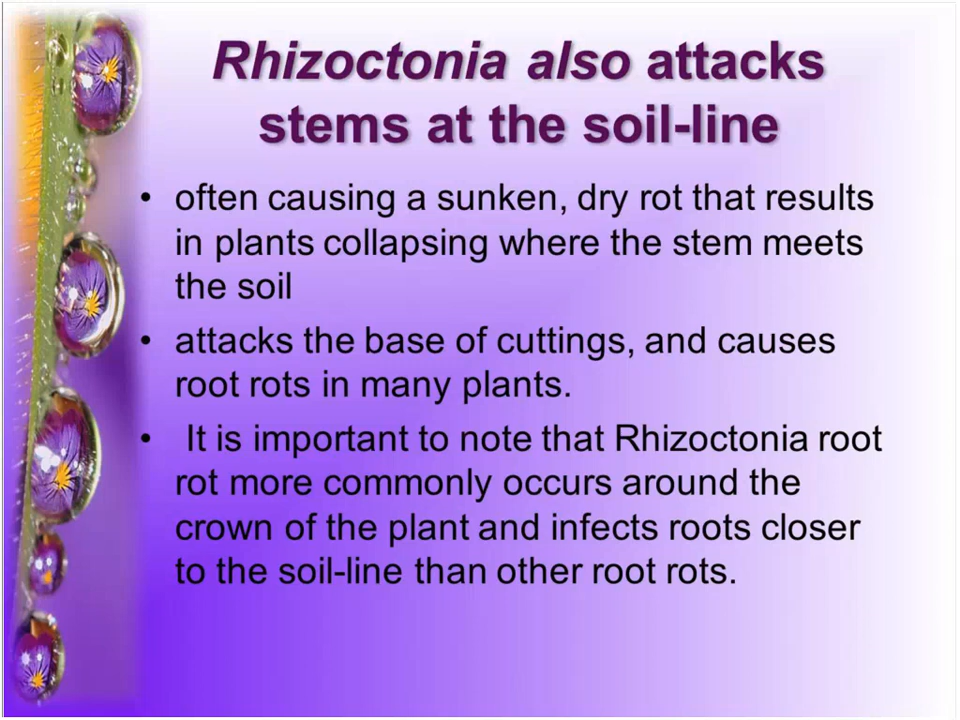 Rhizoctonia also attacks
stems at the soil-line
• often causing a sunken, dry rot that results
in plants collapsing where the stem meets
the soil
• attacks the base of cuttings, and causes
root rots in many plants.
• It is important to note that Rhizoctonia root
rot more commonly occurs around the
crown of the plant and infects roots closer
to the soil-line than other root rots.